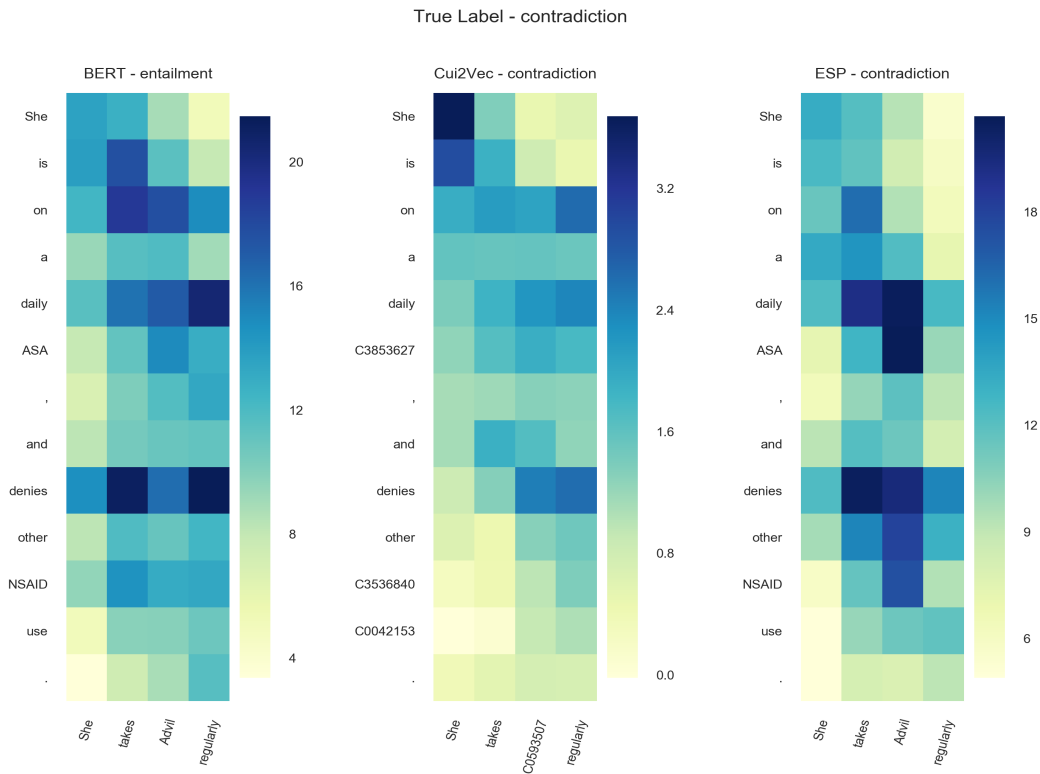 True Label - contradiction
BERT - entailment
She
is
on
a
daily
ASA
,
and
denies
other
NSAID
use
.
She
takes
Advil
regularly
20
16
12
8
4
Cui2Vec - contradiction
She
is
on
a
daily
C3853627
,
and
denies
other
C3536840
C0042153
.
She
takes
C0593507
regularly
3.2
2.4
1.6
0.8
0.0
ESP - contradiction
She
is
on
a
daily
ASA
,
and
denies
other
NSAID
use
.
She
takes
Advil
regularly
18
15
12
9
6